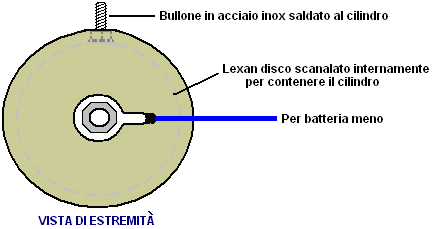 Bullone in acciaio inox saldato al cilindro
Lexan disco scanalato internamente
per contenere il cilindro
Per batteria meno
VISTA DI ESTREMITÀ